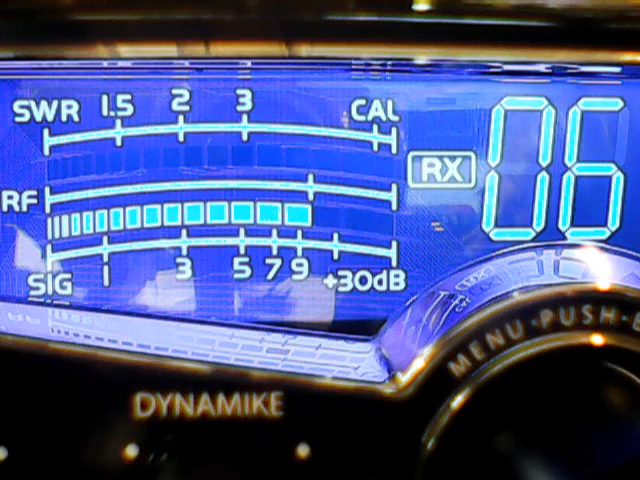 SWR 1.5 2 3 CAL
RX 06
RF
1 3 5 7 9 +30dB
SIG
MENU·PUSH-
DYNAMIKE